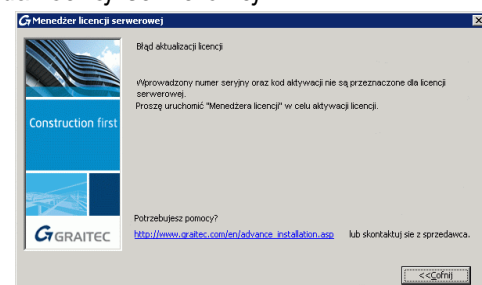 Menedżer licencji serwerowej
Błąd aktualizacji licencji
Wprowadzony numer seryjny oraz kod aktywacji nie są przeznaczone dla licencji
serwerowej.
Proszę uruchomić "Menedżera licencji" w celu aktywacji licencji.
Construction first
Potrzebujesz pomocy?
http://www.graitec.com/en/advance_installation.asp lub skontaktuj sie z sprzedawca.
GRAITEC
<<Cofnij